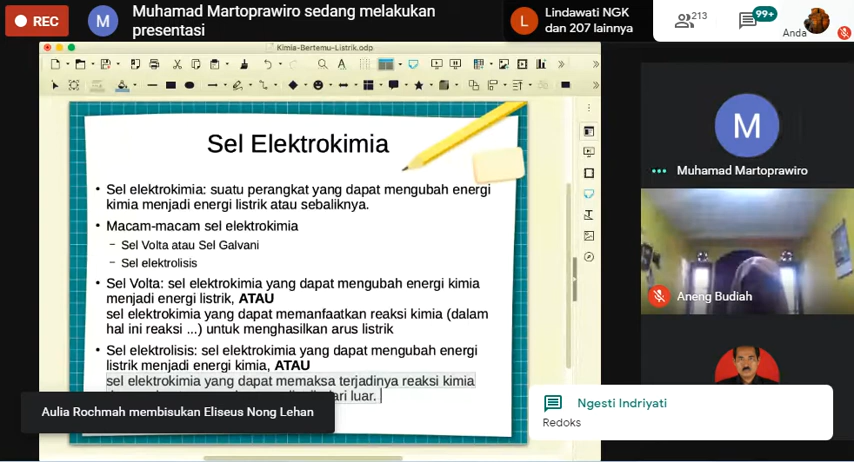 REC
M
Muhamad Martoprawiro sedang melakukan
presentasi
L
Lindawati NGK
dan 207 lainnya
213
99+
Anda
Kimia-Bertemu-Listrik.odp
Sel Elektrokimia
• Sel elektrokimia: suatu perangkat yang dapat mengubah energi
kimia menjadi energi listrik atau sebaliknya.
• Macam-macam sel elektrokimia
– Sel Volta atau Sel Galvani
– Sel elektrolisis
• Sel Volta: sel elektrokimia yang dapat mengubah energi kimia
menjadi energi listrik, ATAU
sel elektrokimia yang dapat memanfaatkan reaksi kimia (dalam
hal ini reaksi ...) untuk menghasilkan arus listrik
• Sel elektrolisis: sel elektrokimia yang dapat mengubah energi
listrik menjadi energi kimia, ATAU
sel elektrokimia yang dapat memaksa terjadinya reaksi kimia
luar.
M
Muhamad Martoprawiro
Aneng Budiah
Aulia Rochmah membisukan Eliseus Nong Lehan
Ngesti Indriyati
Redoks